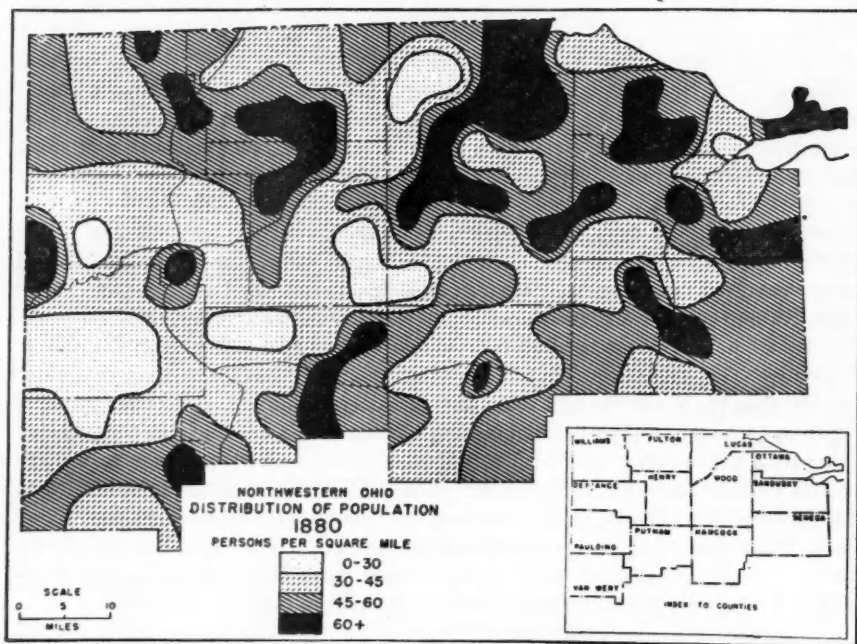 NORTHWESTERN OHIO
DISTRIBUTION OF POPULATION
1880
PERSONS PER SQUARE MILE
0-30
30-45
45-60
60+
SCALE
0 5 10
MILES
WILLIAMS
FULTON
LUCAS
OTTAWA
DEFIANCE
HENRY
WOOD
SANDUSKY
SENECA
PAULDING
PUTNAM
HANCOCK
VAN WERT
INDEX TO COUNTIES